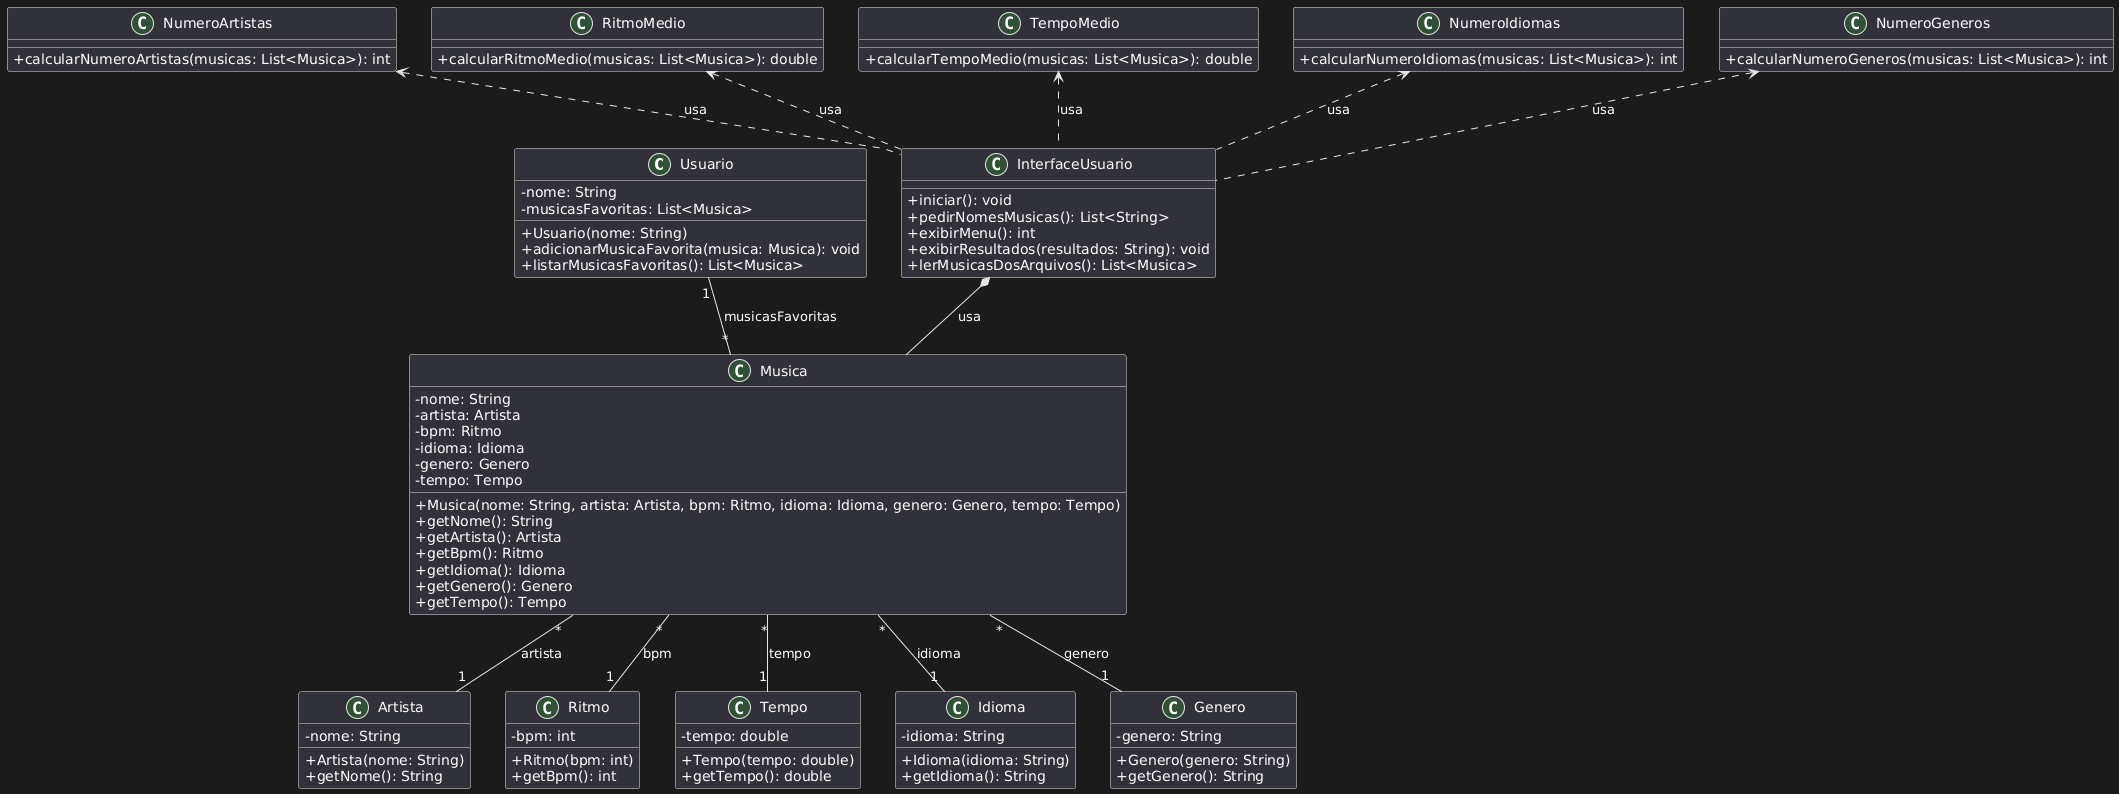 C NumeroArtistas
+calcularNumeroArtistas(musicas: List<Musica>): int
C RitmoMedio
+calcularRitmoMedio(musicas: List<Musica>): double
C TempoMedio
+calcularTempoMedio(musicas: List<Musica>): double
C NumeroIdiomas
+calcularNumeroIdiomas(musicas: List<Musica>): int
C NumeroGeneros
+calcularNumeroGeneros(musicas: List<Musica>): int
usa
usa
usa
usa
usa
C Usuario
-nome: String
-musicasFavoritas: List<Musica>
+Usuario(nome: String)
+adicionarMusicaFavorita(musica: Musica): void
+listarMusicasFavoritas(): List<Musica>
C InterfaceUsuario
+iniciar(): void
+pedirNomesMusicas(): List<String>
+exibirMenu(): int
+exibirResultados(resultados: String): void
+lerMusicasDosArquivos(): List<Musica>
1
musicasFavoritas
*
usa
C Musica
-nome: String
-artista: Artista
-bpm: Ritmo
-idioma: Idioma
-genero: Genero
-tempo: Tempo
+Musica(nome: String, artista: Artista, bpm: Ritmo, idioma: Idioma, genero: Genero, tempo: Tempo)
+getNome(): String
+getArtista(): Artista
+getBpm(): Ritmo
+getIdioma(): Idioma
+getGenero(): Genero
+getTempo(): Tempo
*
*
*
*
*
artista
bpm
tempo
idioma
genero
1
1
1
1
1
C Artista
-nome: String
+Artista(nome: String)
+getNome(): String
C Ritmo
-bpm: int
+Ritmo(bpm: int)
+getBpm(): int
C Tempo
-tempo: double
+Tempo(tempo: double)
+getTempo(): double
C Idioma
-idioma: String
+Idioma(idioma: String)
+getIdioma(): String
C Genero
-genero: String
+Genero(genero: String)
+getGenero(): String